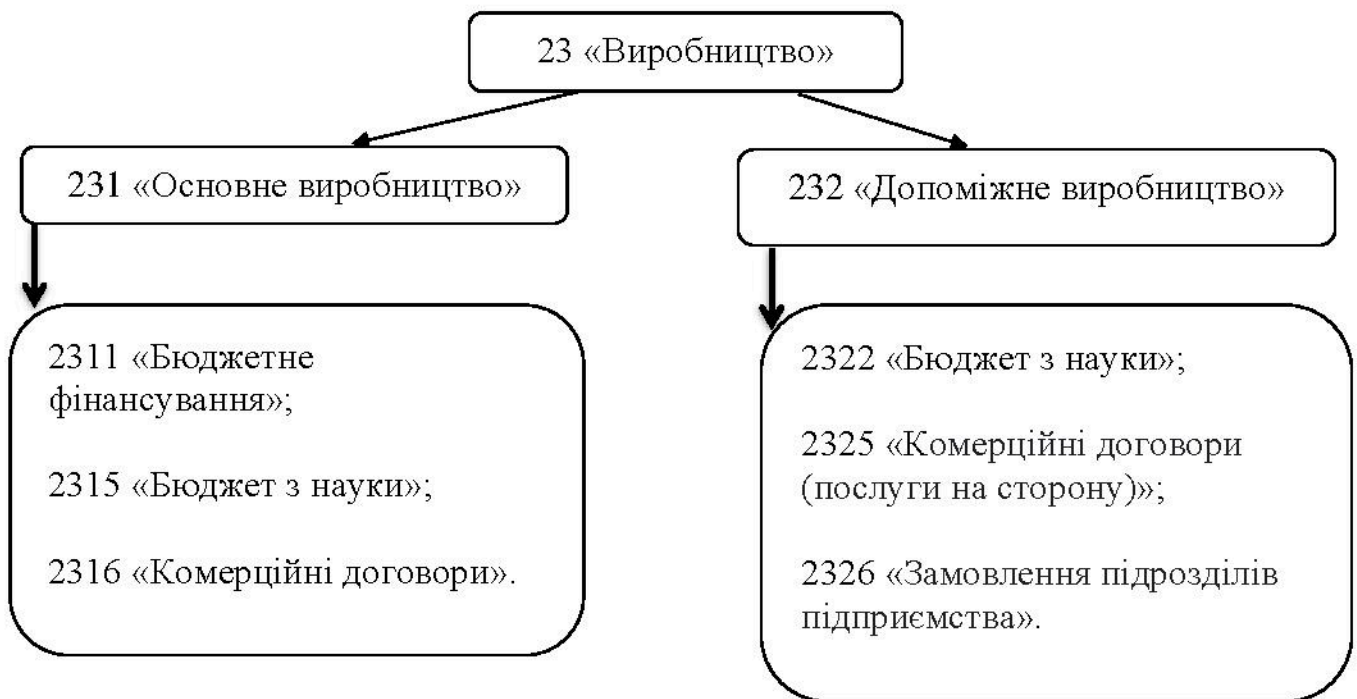 23 «Виробництво»
231 «Основне виробництво»
232 «Допоміжне виробництво»
2311 «Бюджетне
фінансування»;
2315 «Бюджет з науки»;
2316 «Комерційні договори».
2322 «Бюджет з науки»;
2325 «Комерційні договори
(послуги на сторону)»;
2326 «Замовлення підрозділів
підприємства».